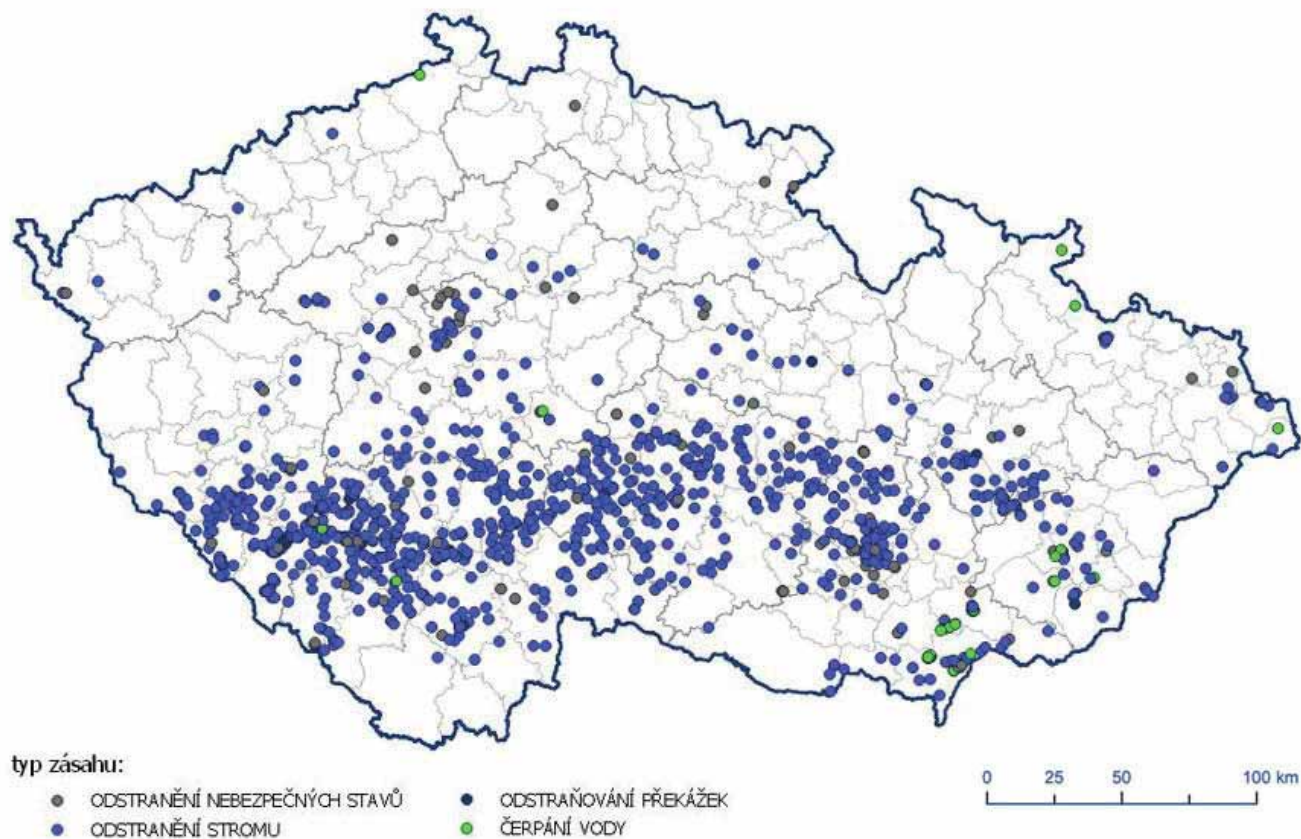 typ zásahu:
ODSTRANĚNÍ NEBEZPEČNÝCH STAVŮ
ODSTRANĚNÍ STROMU
ODSTRAŇOVÁNÍ PŘEKÁŽEK
ČERPÁNÍ VODY
0 25 50 100 km